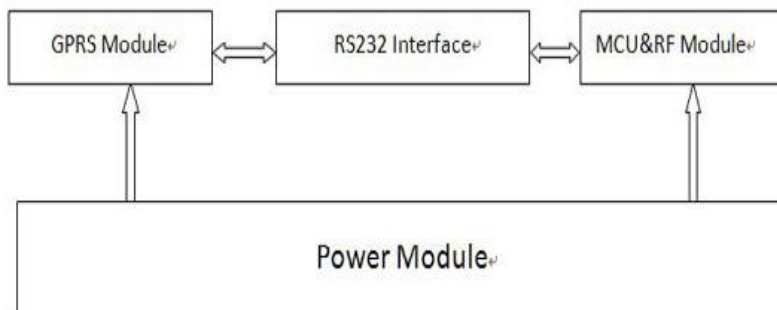 GPRS Module
RS232 Interface
MCU&RF Module
Power Module